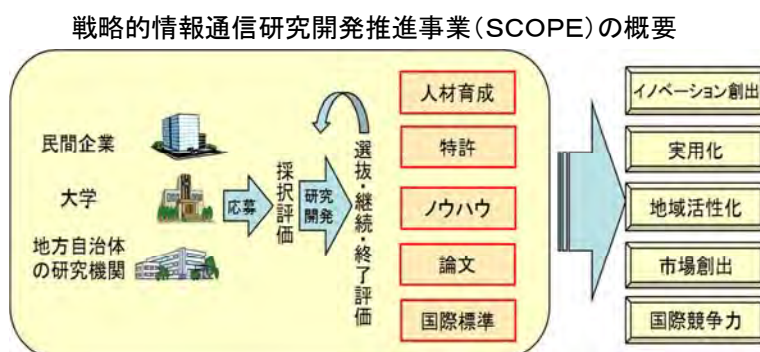 戦略的情報通信研究開発推進事業(SCOPE)の概要
民間企業
大学
地方自治体
の研究機関
応募
採択評価
研究
開発
選抜・継続・終了評価
人材育成
特許
ノウハウ
論文
国際標準
イノベーション創出
実用化
地域活性化
市場創出
国際競争力